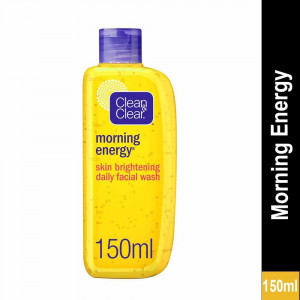 Clean &
Clear®
morning
energy®
skin brightening
daily facial wash
150ml
Morning Energy
150ml